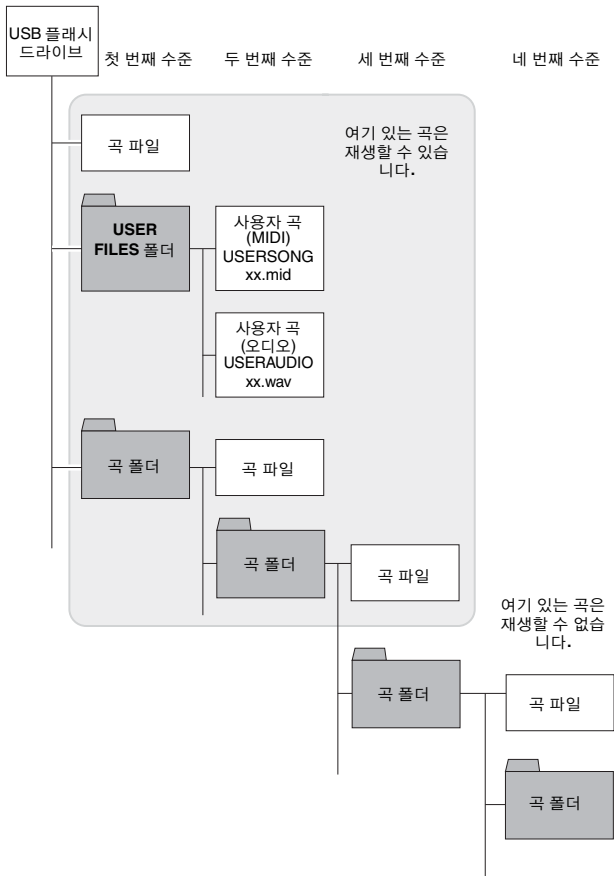 USB 플래시
드라이브
첫 번째 수준
두 번째 수준
세 번째 수준
네 번째 수준
곡 파일
여기 있는 곡은
재생할 수 있습
니다.
USER
FILES 폴더
사용자 곡
(MIDI)
USERSONG
xx.mid
사용자 곡
(오디오)
USERAUDIO
xx.wav
곡 폴더
곡 파일
곡 폴더
곡 파일
여기 있는 곡은
재생할 수 없습
니다.
곡 폴더
곡 파일
곡 폴더